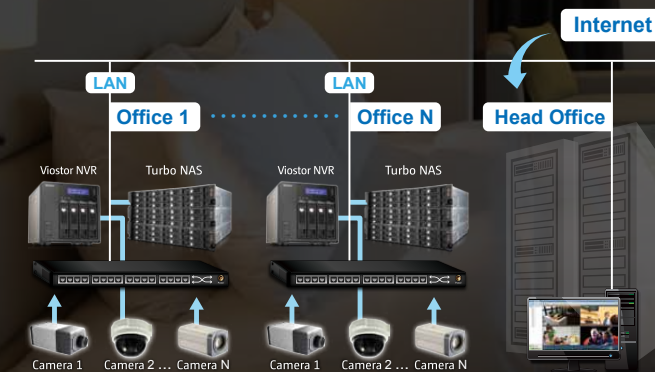 Internet
LAN
LAN
Office 1
Office N
Head Office
Viostor NVR
Turbo NAS
Viostor NVR
Turbo NAS
Camera 1
Camera 2 ... Camera N
Camera 1
Camera 2 ... Camera N